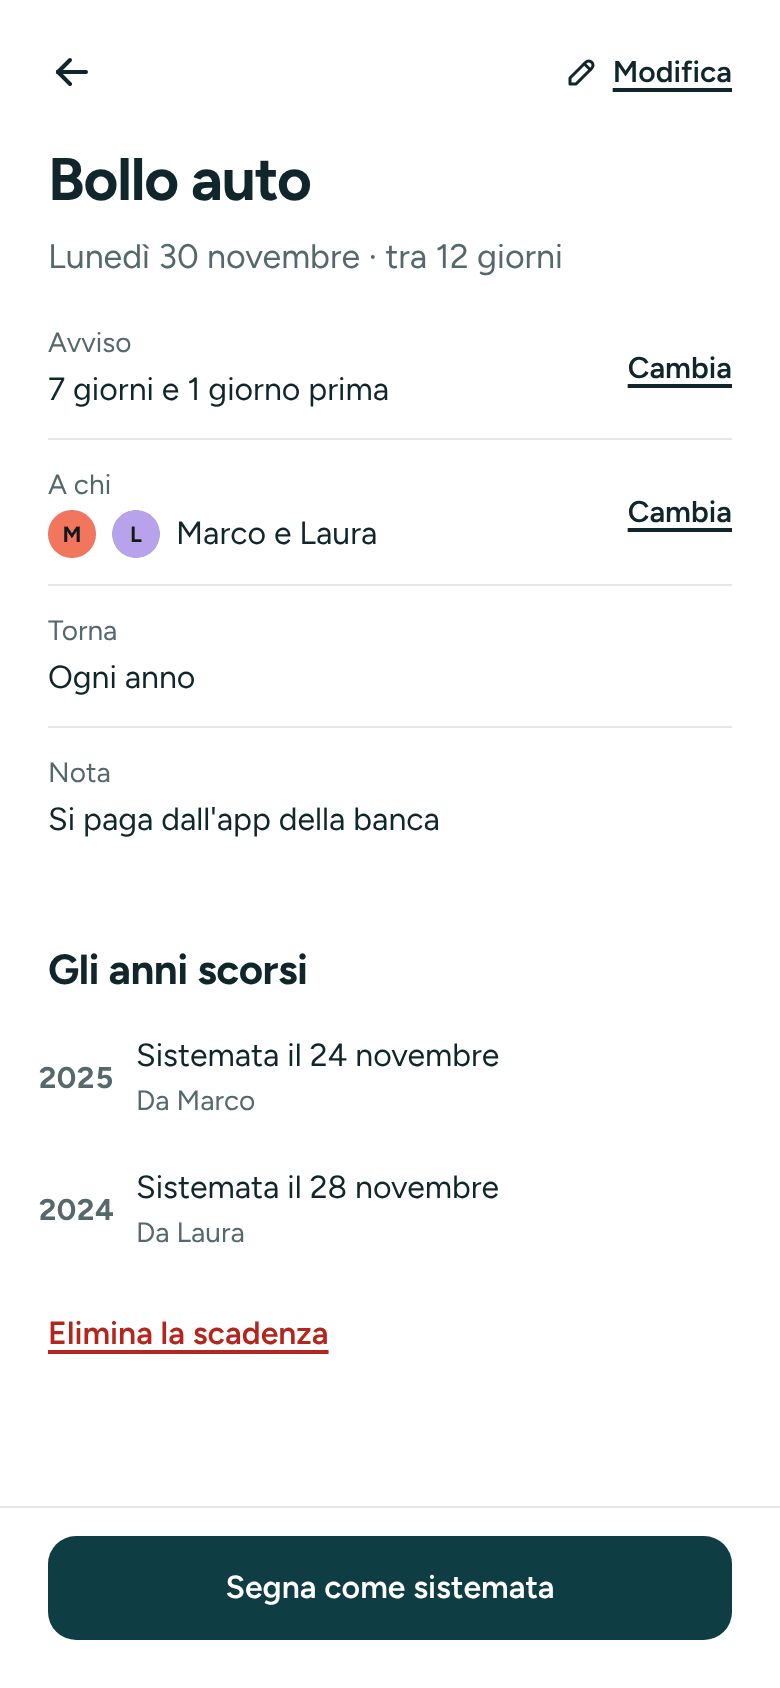 Modifica
Bollo auto
Lunedì 30 novembre · tra 12 giorni
Avviso
7 giorni e 1 giorno prima
Cambia
A chi
M L Marco e Laura
Cambia
Torna
Ogni anno
Nota
Si paga dall'app della banca
Gli anni scorsi
2025
Sistemata il 24 novembre
Da Marco
2024
Sistemata il 28 novembre
Da Laura
Elimina la scadenza
Segna come sistemata